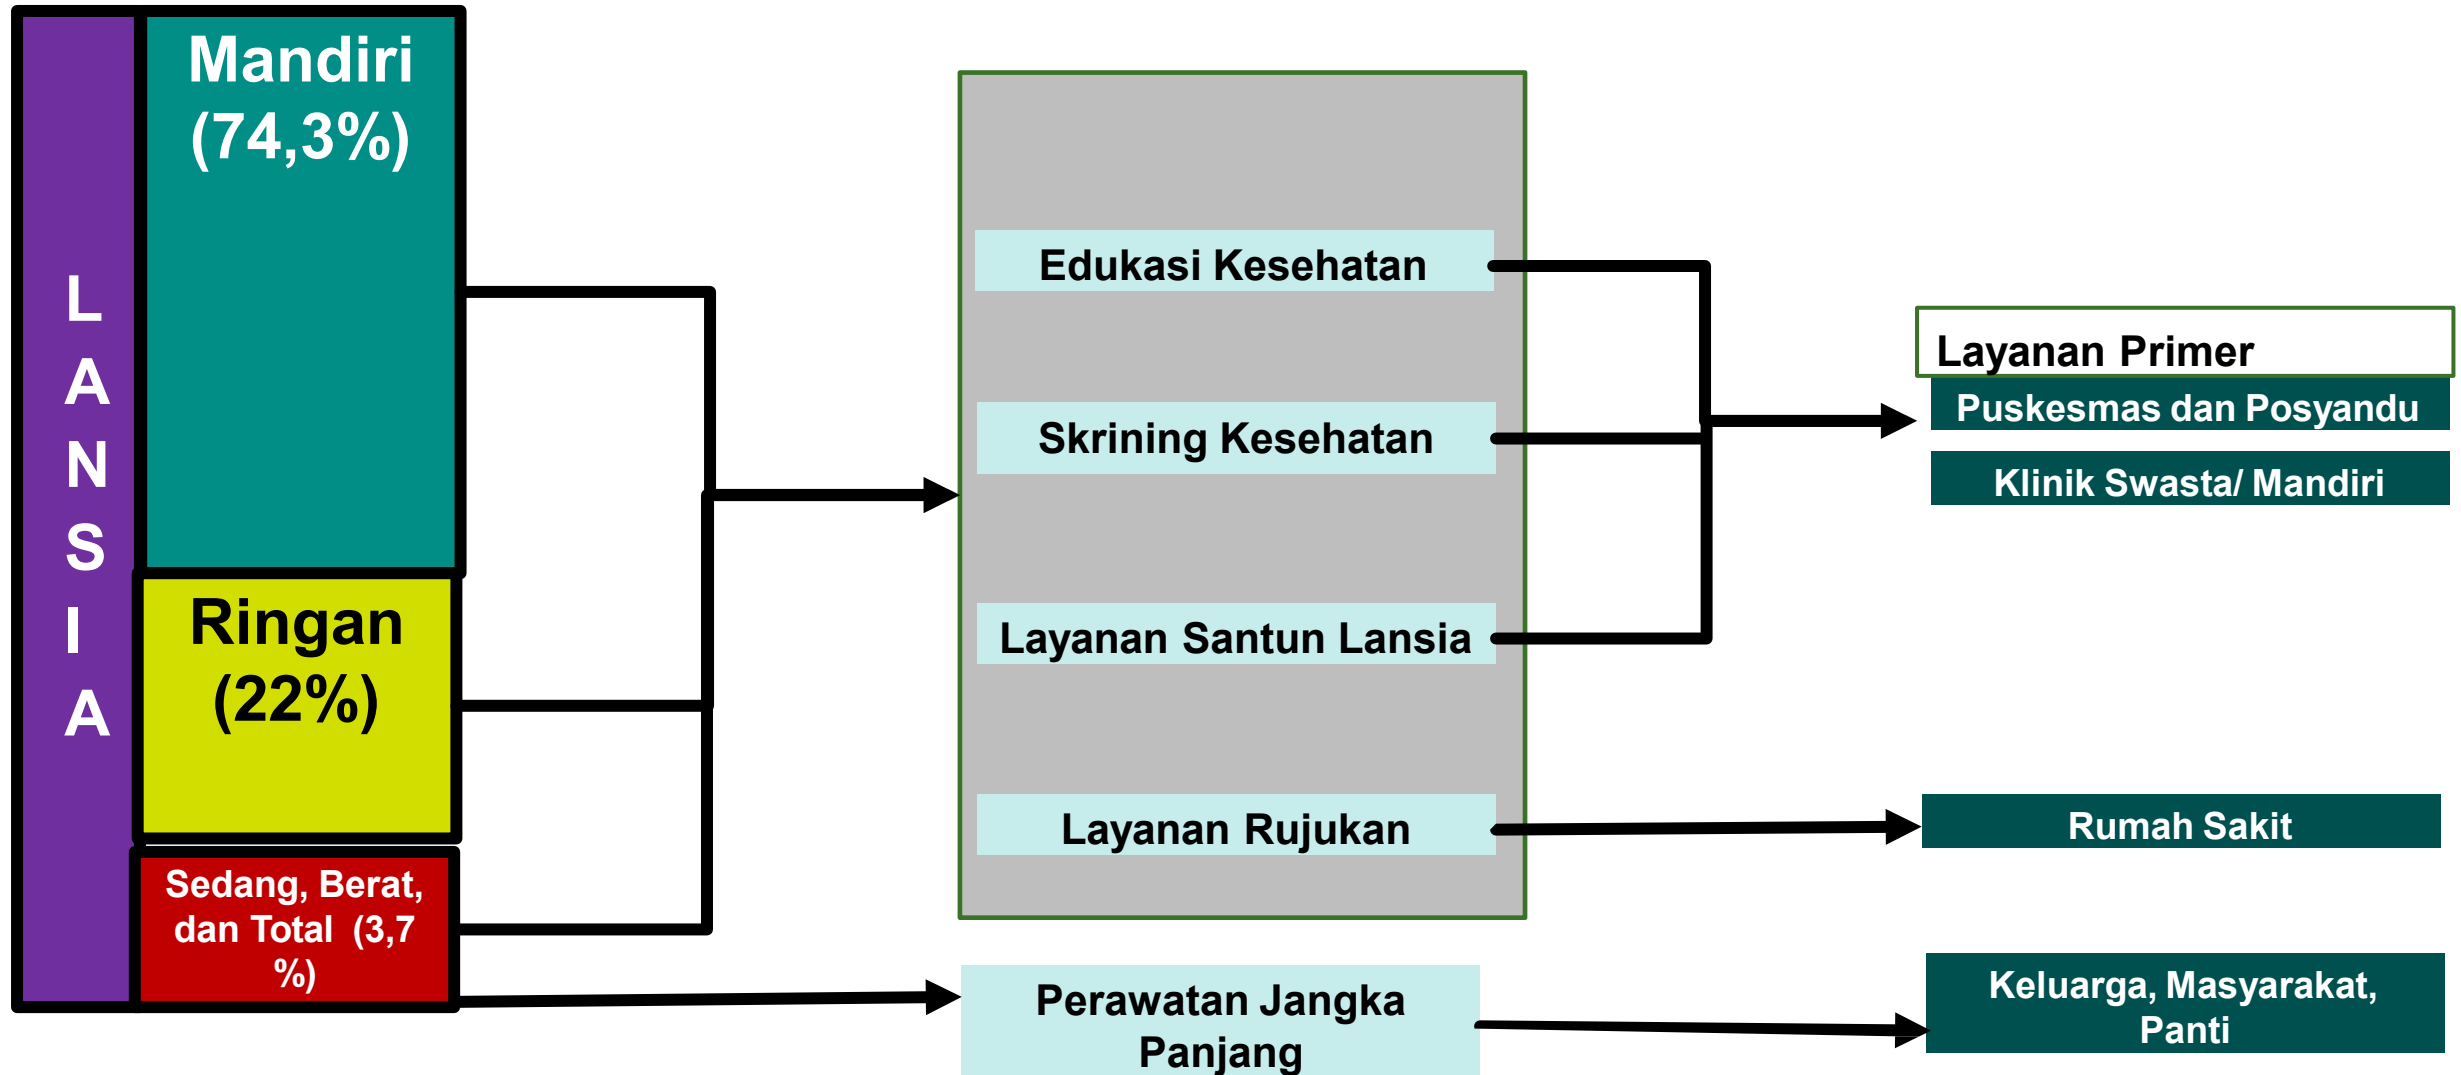 L
A
N
S
I
A
Mandiri
(74,3%)
Ringan
(22%)
Sedang, Berat,
dan Total (3,7
%)
Edukasi Kesehatan
Skrining Kesehatan
Layanan Santun Lansia
Layanan Rujukan
Perawatan Jangka
Panjang
Layanan Primer
Puskesmas dan Posyandu
Klinik Swasta/ Mandiri
Rumah Sakit
Keluarga, Masyarakat,
Panti